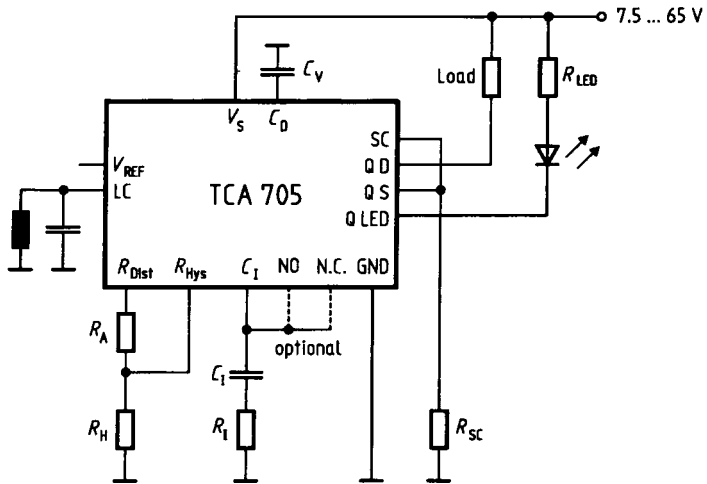 7.5 ... 65 V
C_V
Load
R_LED
V_S
C_D
SC
V_REF
Q D
LC
TCA 705
Q S
Q LED
R_Dist
R_Hys
C_I
NO
N.C.
GND
R_A
optional
C_I
R_H
R_I
R_SC